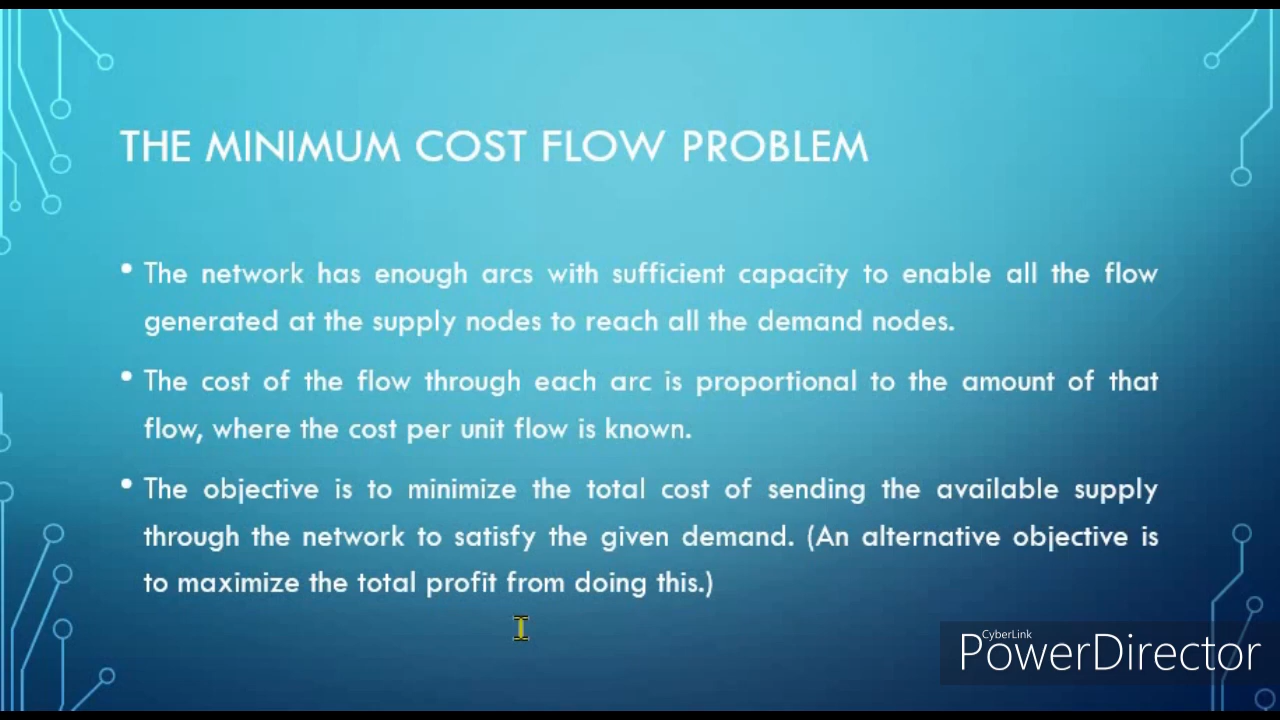 THE MINIMUM COST FLOW PROBLEM
• The network has enough arcs with sufficient capacity to enable all the flow
generated at the supply nodes to reach all the demand nodes.
• The cost of the flow through each arc is proportional to the amount of that
flow, where the cost per unit flow is known.
• The objective is to minimize the total cost of sending the available supply
through the network to satisfy the given demand. (An alternative objective is
to maximize the total profit from doing this.)
CyberLink
PowerDirector